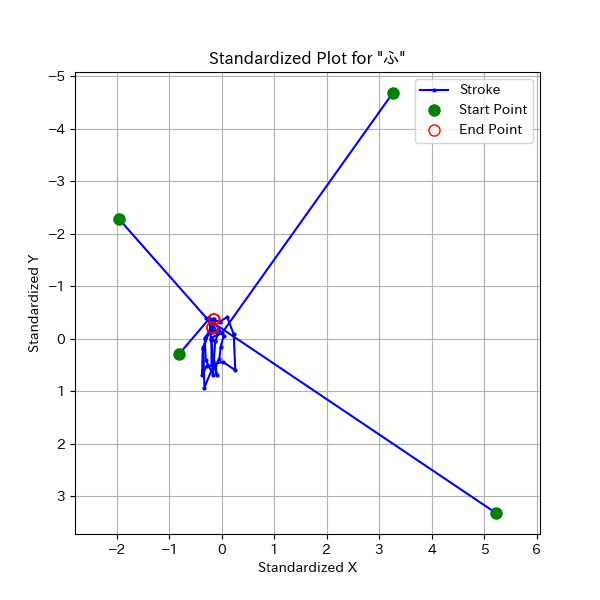 Standardized Plot for "ふ"
Stroke
Start Point
End Point
−5
−4
−3
−2
−1
0
1
2
3
Standardized Y
−2 −1 0 1 2 3 4 5 6
Standardized X